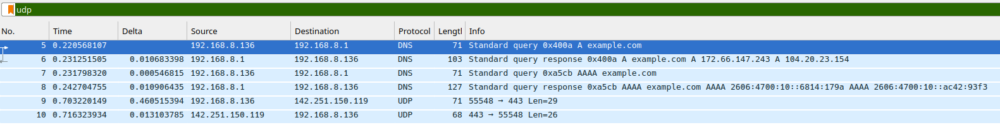 udp
No. Time Delta Source Destination Protocol Lengtl Info
5 0.220568107 192.168.8.136 192.168.8.1 DNS 71 Standard query 0x400a A example.com
6 0.231251505 0.010683398 192.168.8.1 192.168.8.136 DNS 103 Standard query response 0x400a A example.com A 172.66.147.243 A 104.20.23.154
7 0.231798320 0.000546815 192.168.8.136 192.168.8.1 DNS 71 Standard query 0xa5cb AAAA example.com
8 0.242704755 0.010906435 192.168.8.1 192.168.8.136 DNS 127 Standard query response 0xa5cb AAAA example.com AAAA 2606:4700:10::6814:179a AAAA 2606:4700:10::ac42:93f3
9 0.703220149 0.460515394 192.168.8.136 142.251.150.119 UDP 71 55548 → 443 Len=29
10 0.716323934 0.013103785 142.251.150.119 192.168.8.136 UDP 68 443 → 55548 Len=26